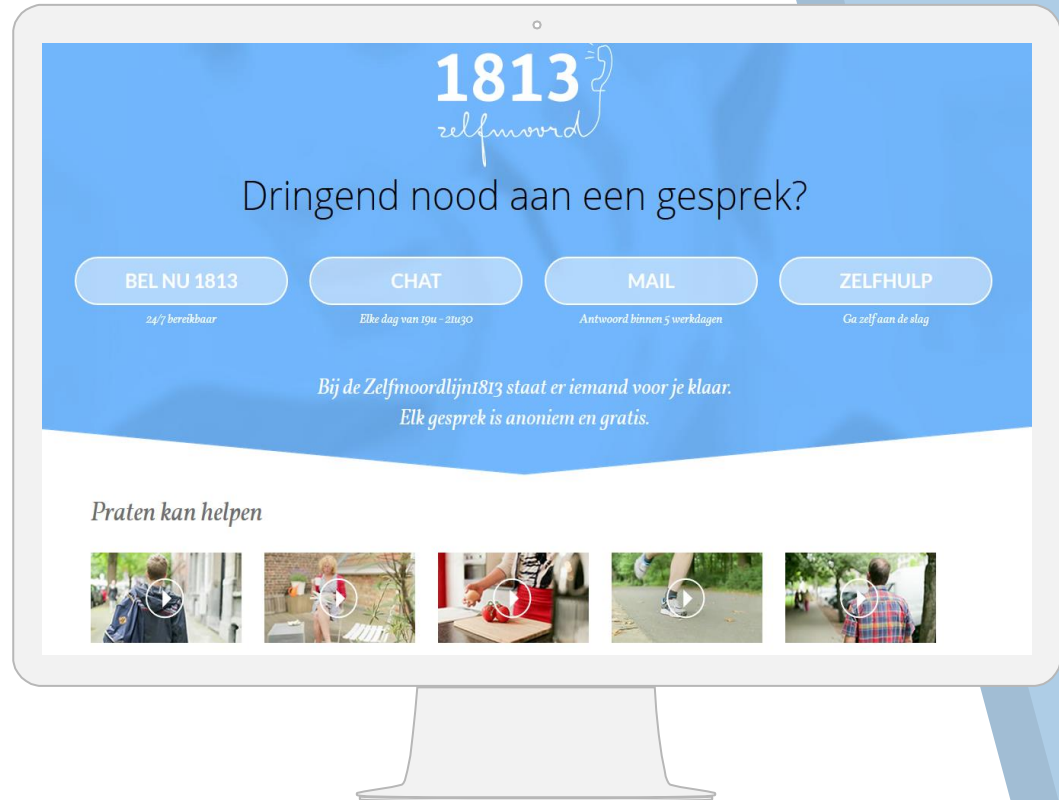 1813
zelfmoord
Dringend nood aan een gesprek?
BEL NU 1813 CHAT MAIL ZELFHULP
24/7 bereikbaar Elke dag van 19u - 21u30 Antwoord binnen 5 werkdagen Ga zelf aan de slag
Bij de Zelfmoordlijn1813 staat er iemand voor je klaar.
Elk gesprek is anoniem en gratis.
Praten kan helpen